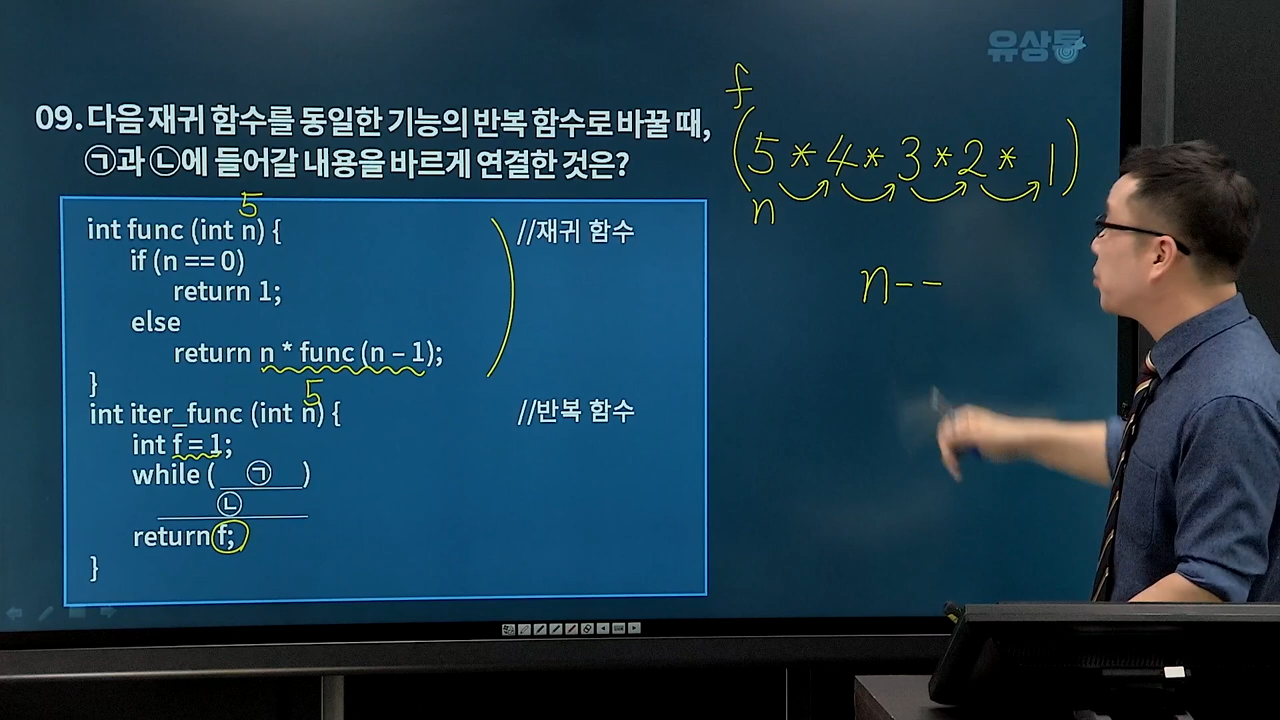 유상통
09. 다음 재귀 함수를 동일한 기능의 반복 함수로 바꿀 때,
㉠과 ㉡에 들어갈 내용을 바르게 연결한 것은?
5
int func (int n) { //재귀 함수
if (n == 0)
return 1;
else
return n * func (n – 1);
}
5
int iter_func (int n) { //반복 함수
int f = 1;
while ( ㉠ )
㉡
return f;
}
f
(5 * 4 * 3 * 2 * 1)
n
n--